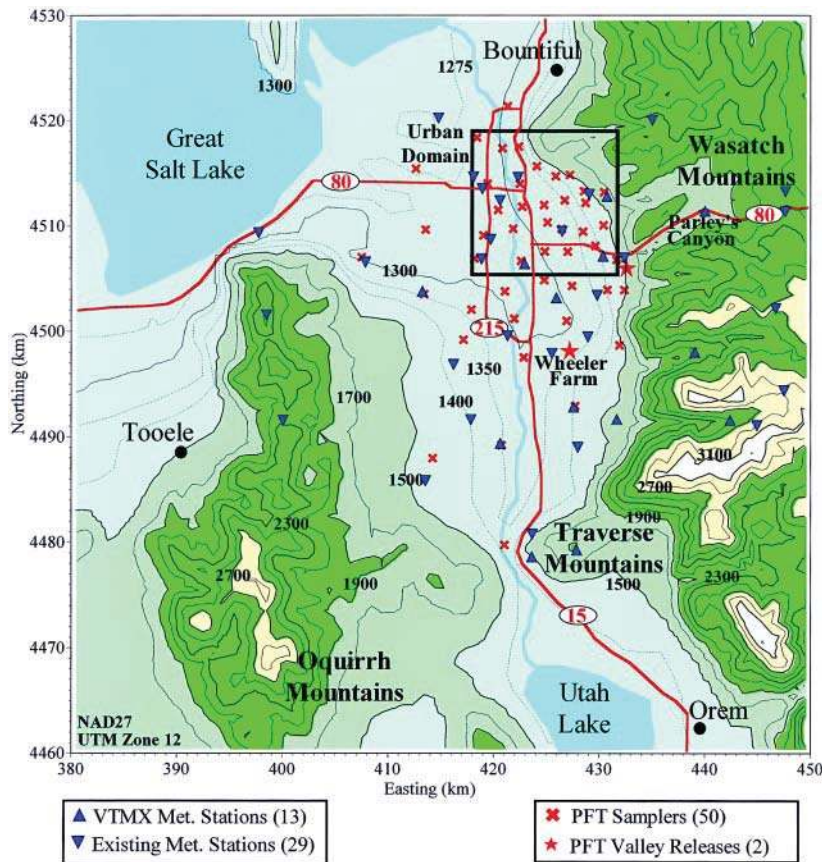 4530
4520
4510
4500
4490
4480
4470
4460
Northing (km)
Bountiful
1275
1300
Great
Salt Lake
Urban
Domain
Wasatch
Mountains
80
Parley's
Canyon
80
1300
215
1350
Wheeler
Farm
1700
1400
Tooele
3100
1500
2700
1900
2300
Traverse
Mountains
2700
1900
1500
2300
15
Oquirrh
Mountains
Utah
Lake
Orem
NAD27
UTM Zone 12
380 390 400 410 420 430 440 450
Easting (km)
VTMX Met. Stations (13)
Existing Met. Stations (29)
PFT Samplers (50)
PFT Valley Releases (2)